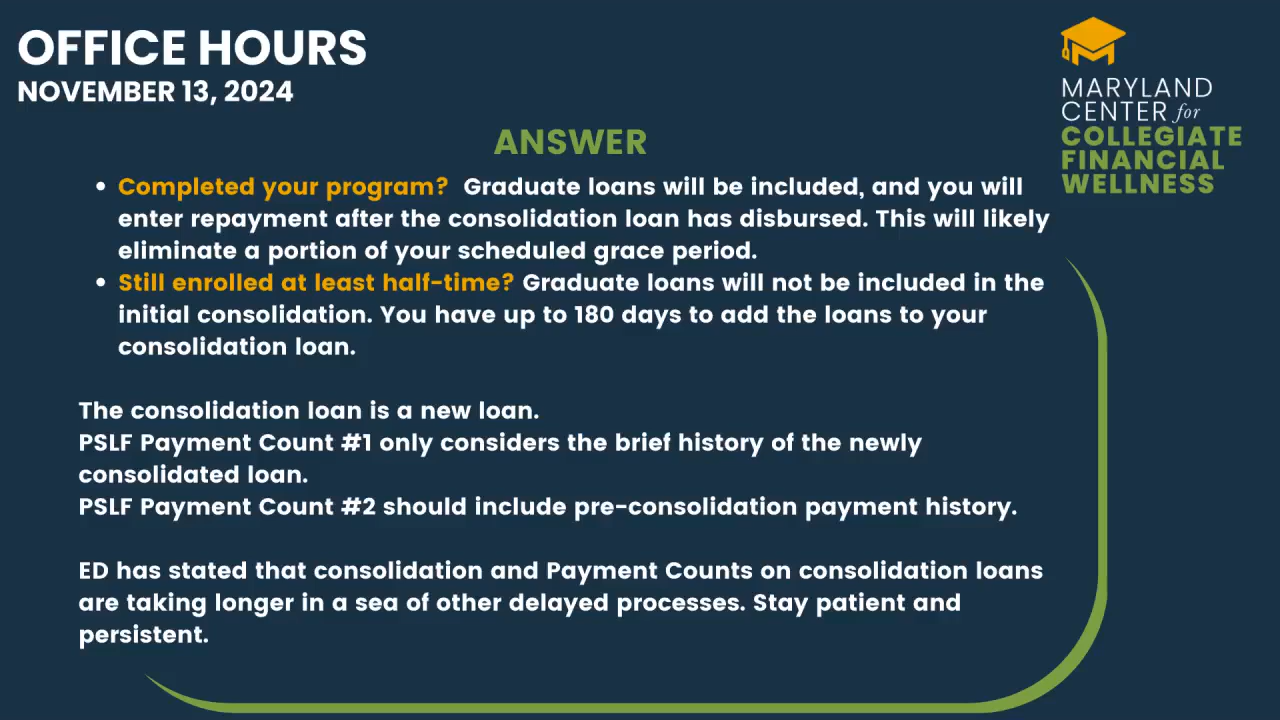 OFFICE HOURS
NOVEMBER 13, 2024
MARYLAND
CENTER for
COLLEGIATE
FINANCIAL
WELLNESS
ANSWER
• Completed your program? Graduate loans will be included, and you will
enter repayment after the consolidation loan has disbursed. This will likely
eliminate a portion of your scheduled grace period.
• Still enrolled at least half-time? Graduate loans will not be included in the
initial consolidation. You have up to 180 days to add the loans to your
consolidation loan.
The consolidation loan is a new loan.
PSLF Payment Count #1 only considers the brief history of the newly
consolidated loan.
PSLF Payment Count #2 should include pre-consolidation payment history.
ED has stated that consolidation and Payment Counts on consolidation loans
are taking longer in a sea of other delayed processes. Stay patient and
persistent.